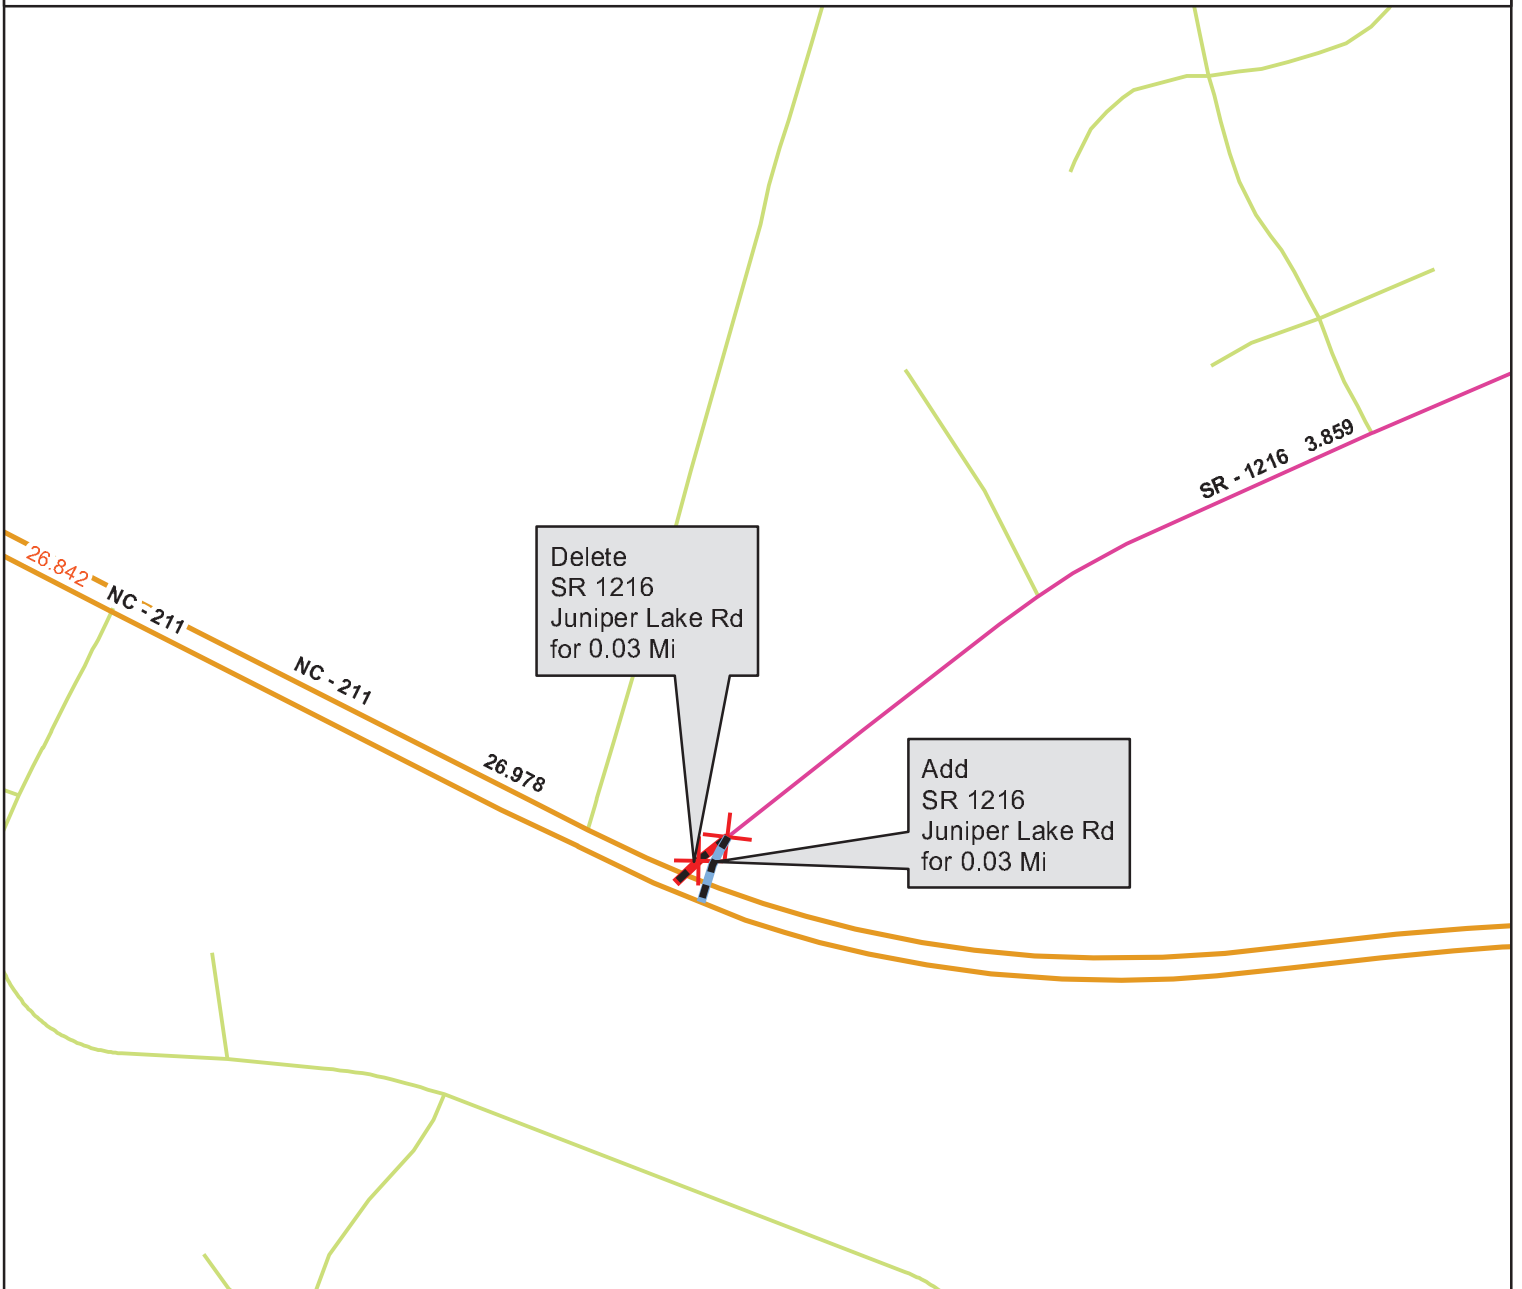 SR - 1216 3.859
26.842
NC - 211
Delete
SR 1216
Juniper Lake Rd
for 0.03 Mi
NC - 211
26.978
Add
SR 1216
Juniper Lake Rd
for 0.03 Mi